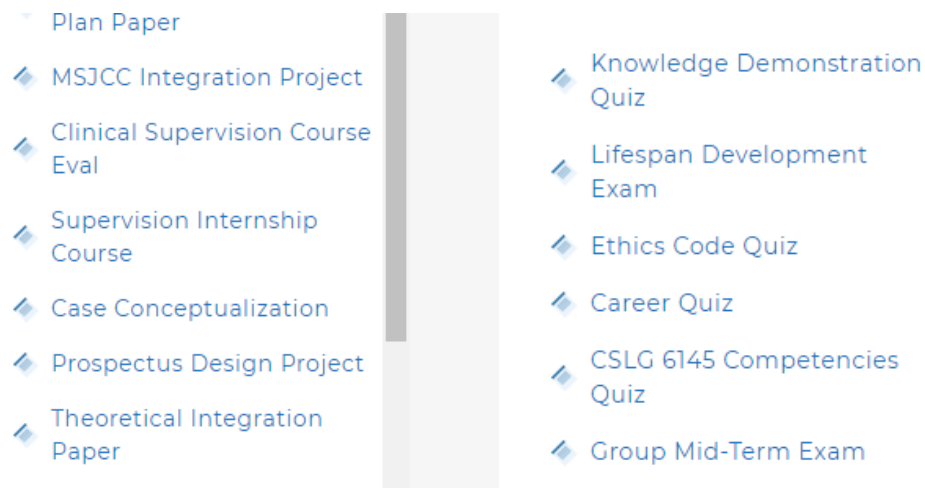 Plan Paper
MSJCC Integration Project
Clinical Supervision Course
Eval
Supervision Internship
Course
Case Conceptualization
Prospectus Design Project
Theoretical Integration
Paper
Knowledge Demonstration
Quiz
Lifespan Development
Exam
Ethics Code Quiz
Career Quiz
CSLG 6145 Competencies
Quiz
Group Mid-Term Exam